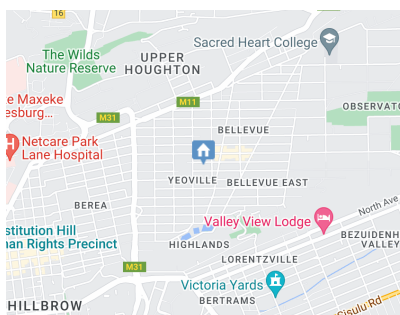 16
Sacred Heart College
The Wilds
Nature Reserve
UPPER
HOUGHTON
e Maxeke
esburg...
M11
M31
OBSERVATO
BELLEVUE
Netcare Park
Lane Hospital
H
YEOVILLE
BELLEVUE EAST
BEREA
North Ave
Valley View Lodge
stitution Hill
an Rights Precinct
BEZUIDENH
VALLEY
HIGHLANDS
LORENTZVILLE
M31
Victoria Yards
BERTRAMS
HILLBROW
Sisulu Rd